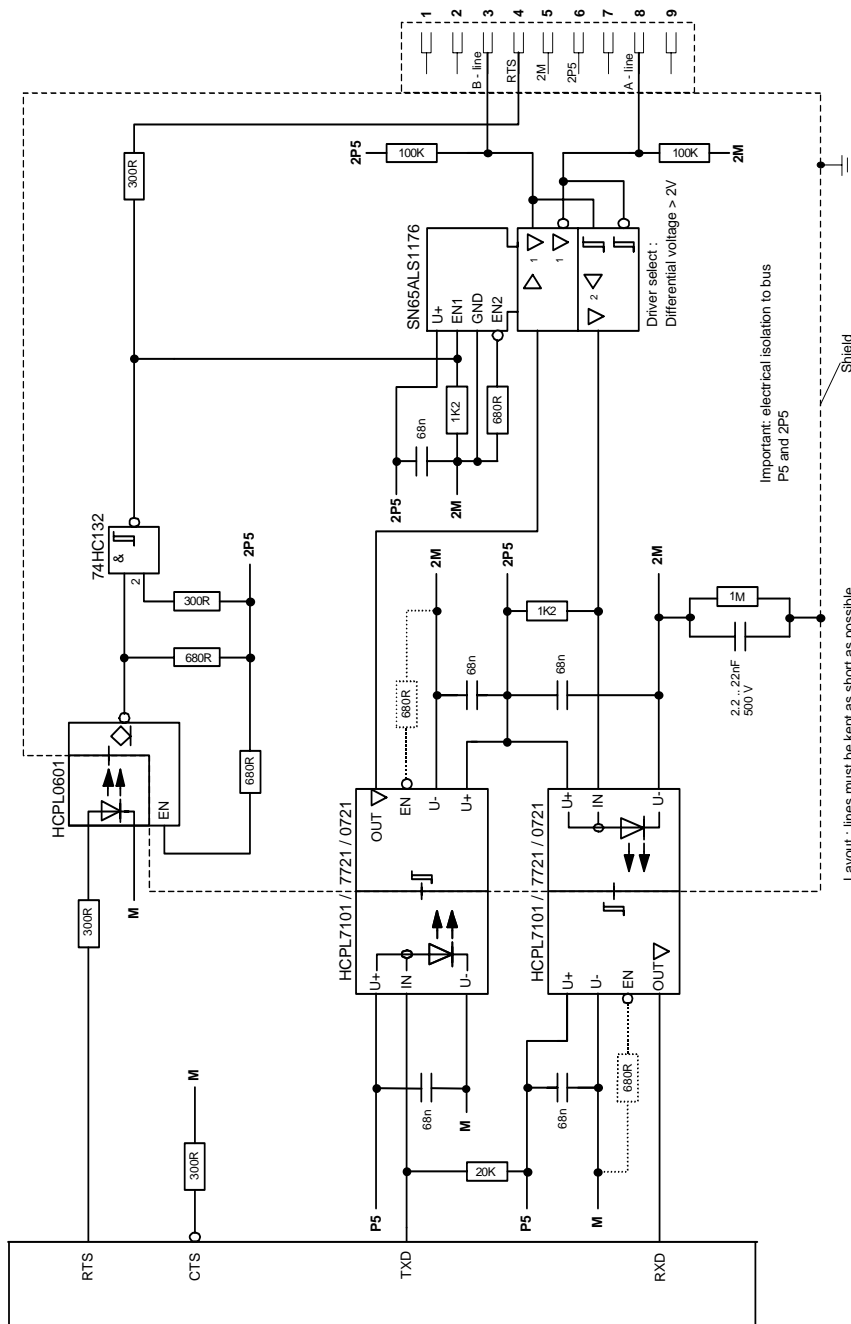 1
2
3
4
5
6
7
8
9
B - line
RTS
2M
2P5
A - line
300R
2P5
100K
100K
2M
SN65ALS1176
U+
EN1
GND
EN2
1
1
2
Driver select :
Differential voltage > 2V
1K2
680R
68n
2P5
2M
Important: electrical isolation to bus
P5 and 2P5
Shield
74HC132
&
2
300R
680R
2P5
680R
HCPL0601
EN
M
300R
2M
2P5
2M
680R
68n
68n
1K2
1M
2.2 .. 22nF
500 V
Layout : lines must be kept as short as possible
HCPL7101 / 7721 / 0721
OUT
EN
U-
U+
U+
IN
U-
HCPL7101 / 7721 / 0721
U+
IN
U-
U+
U-
EN
OUT
M
300R
68n
M
68n
680R
20K
P5
P5
M
RTS
CTS
TXD
RXD